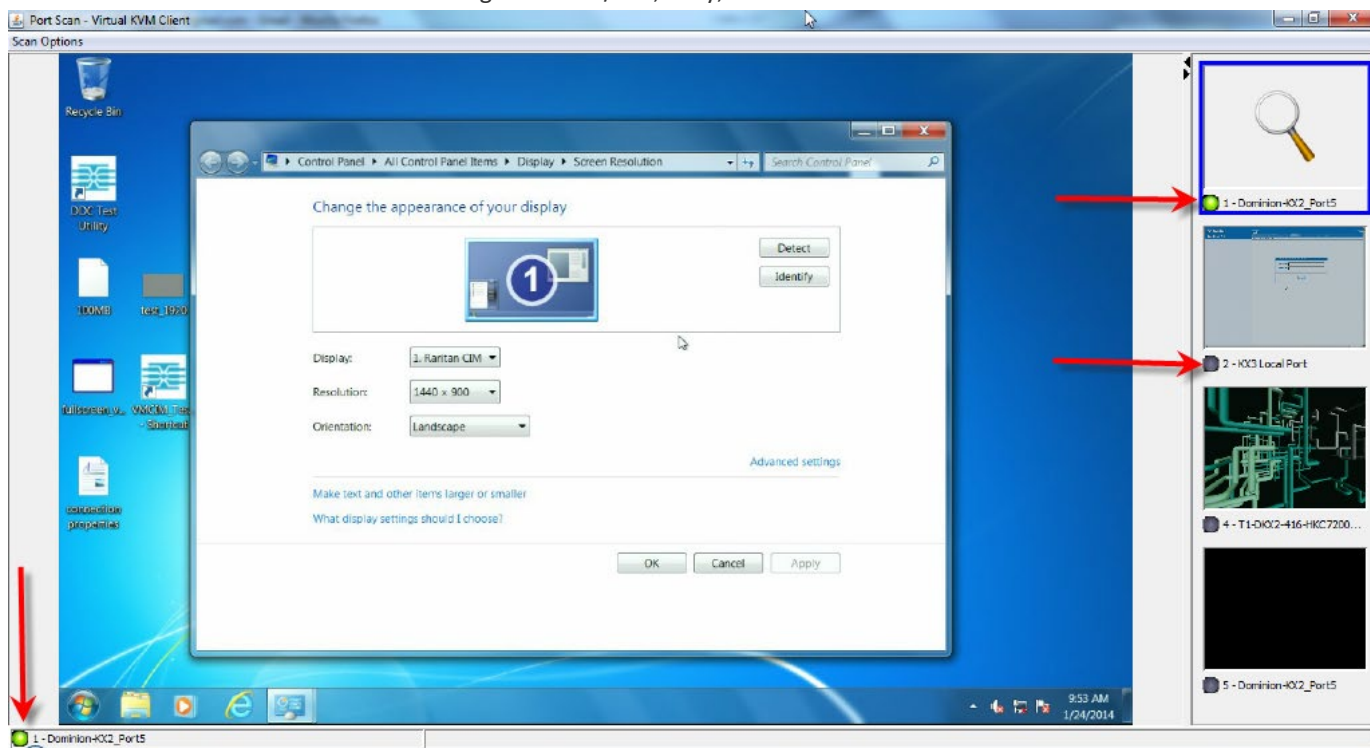 Port Scan - Virtual KVM Client
Scan Options
Recycle Bin
DDC Test
Utility
100MB
test_1920
fullscreen_v...
- Shortcut
connection
properties
Control Panel ▸ All Control Panel Items ▸ Display ▸ Screen Resolution
Search Control Panel
Change the appearance of your display
1
Detect
Identify
Display:
1. Raritan CIM
Resolution:
1440 × 900
Orientation:
Landscape
Advanced settings
Make text and other items larger or smaller
What display settings should I choose?
OK
Cancel
Apply
9:53 AM
1/24/2014
1 - Dominion-KX2_Port5
2 - KX3 Local Port
4 - T1-DKX2-416-HKC7200...
5 - Dominion-KX2_Port5
1 - Dominion-KX2_Port5